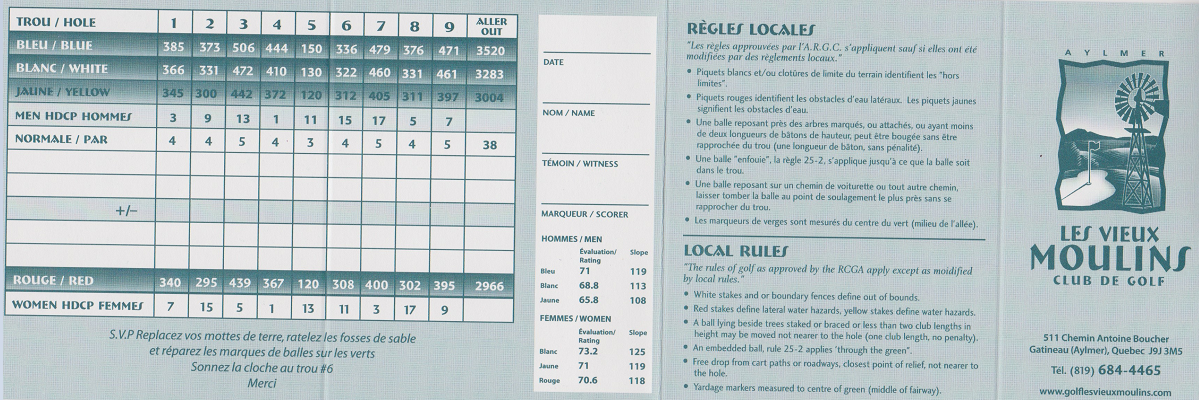 TROU / HOLE 1 2 3 4 5 6 7 8 9 ALLER OUT
BLEU / BLUE 385 373 506 444 150 336 479 376 471 3520
BLANC / WHITE 366 331 472 410 130 322 460 331 461 3283
JAUNE / YELLOW 345 300 442 372 120 312 405 311 397 3004
MEN HDCP HOMMES 3 9 13 1 11 15 17 5 7
NORMALE / PAR 4 4 5 4 3 4 5 4 5 38
+/–
ROUGE / RED 340 295 439 367 120 308 400 302 395 2966
WOMEN HDCP FEMMES 7 15 5 1 13 11 3 17 9
S.V.P Replacez vos mottes de terre, ratelez les fosses de sable
et réparez les marques de balles sur les verts
Sonnez la cloche au trou #6
Merci
DATE
NOM / NAME
TÉMOIN / WITNESS
MARQUEUR / SCORER
HOMMES / MEN
Évaluation/ Slope
Rating
Bleu 71 119
Blanc 68.8 113
Jaune 65.8 108
FEMMES / WOMEN
Évaluation/ Slope
Rating
Blanc 73.2 125
Jaune 71 119
Rouge 70.6 118
RÈGLES LOCALES
"Les règles approuvées par l'A.R.G.C. s'appliquent sauf si elles ont été
modifiées par des règlements locaux."
• Piquets blancs et/ou clotûres de limite du terrain identifient les "hors
limites".
• Piquets rouges identifient les obstacles d'eau latéraux. Les piquets jaunes
signifient les obstacles d'eau.
• Une balle reposant près des arbres marqués, ou attachés, ou ayant moins
de deux longueurs de bâtons de hauteur, peut être bougée sans être
rapprochée du trou (une longueur de bâton, sans pénalité).
• Une balle "enfouie", la règle 25-2, s'applique jusqu'à ce que la balle soit
dans le trou.
• Une balle reposant sur un chemin de voiturette ou tout autre chemin,
laisser tomber la balle au point de soulagement le plus près sans se
rapprocher du trou.
• Les marqueurs de verges sont mesurés du centre du vert (milieu de l'allée).
LOCAL RULES
"The rules of golf as approved by the RCGA apply except as moidified
by local rules."
• White stakes and or boundary fences define out of bounds.
• Red stakes define lateral water hazards, yellow stakes define water hazards.
• A ball lying beside trees staked or braced or less than two club lengths in
height may be moved not nearer to the hole (one club length, no penalty).
• An embedded ball, rule 25-2 applies 'through the green".
• Free drop from cart paths or roadways, closest point of relief, not nearer to
the hole.
• Yardage markers measured to centre of green (middle of fairway).
AYLMER
LES VIEUX
MOULINS
CLUB DE GOLF
511 Chemin Antoine Boucher
Gatineau (Aylmer), Quebec J9J 3M5
Tél. (819) 684-4465
www.golflesvieuxmoulins.com